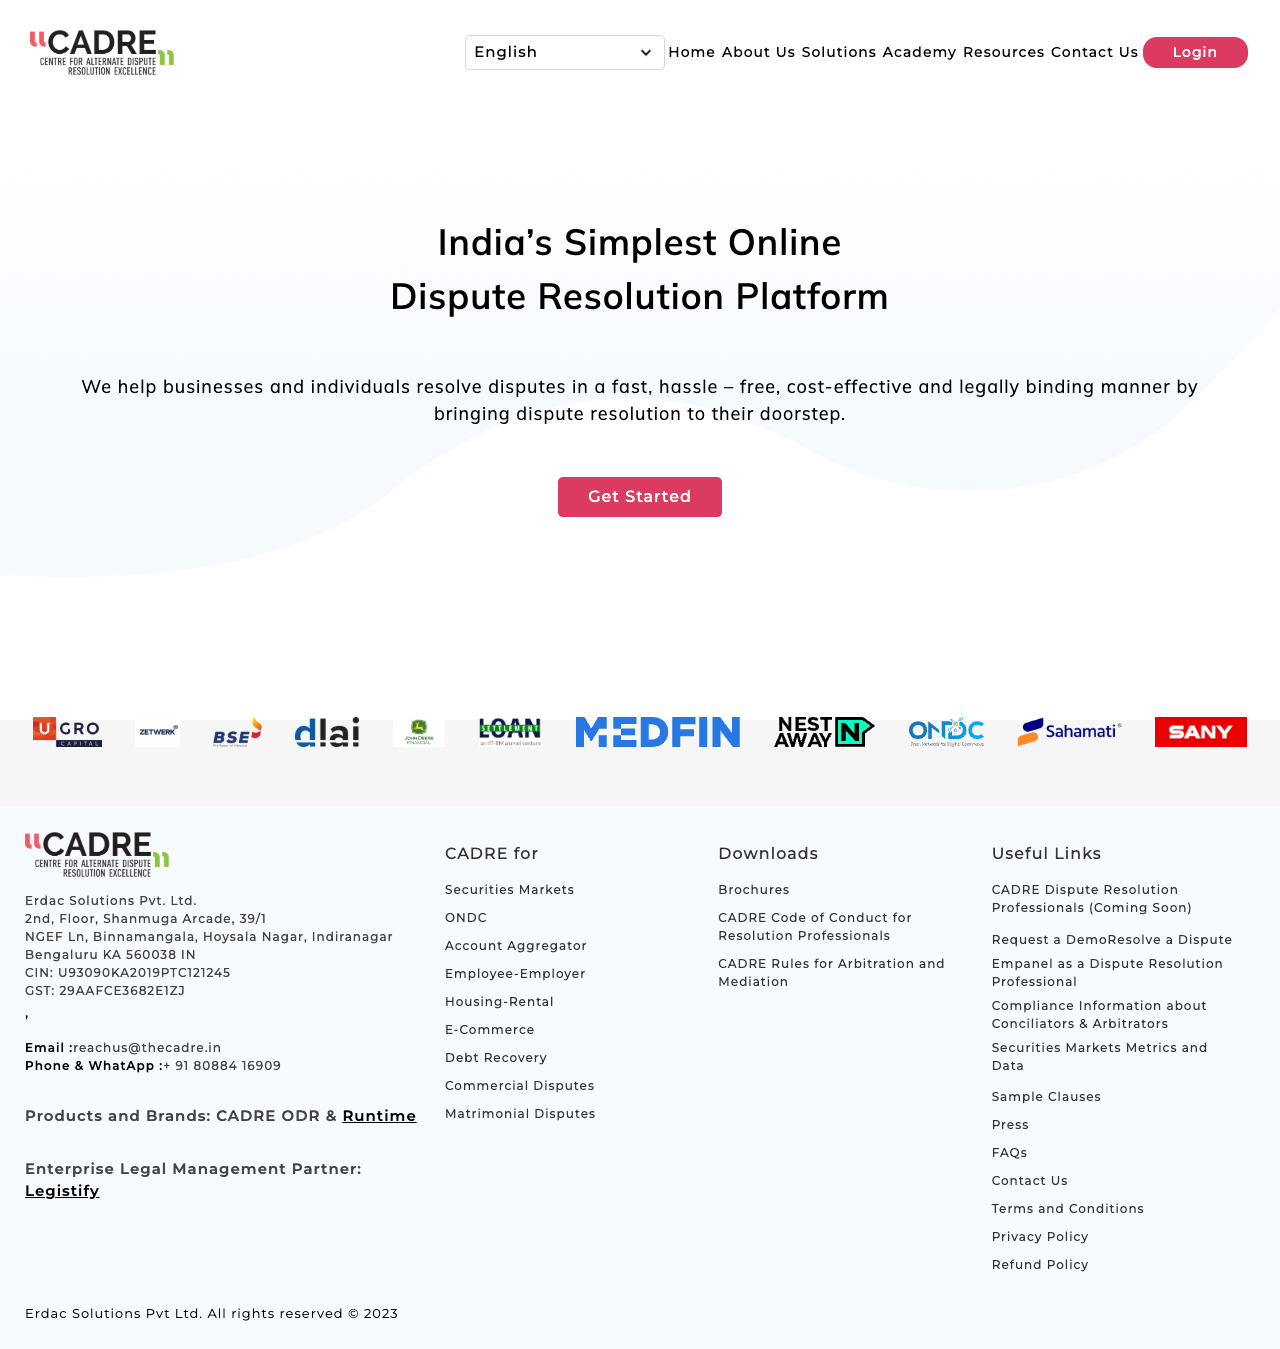 CADRE
CENTRE FOR ALTERNATE DISPUTE
RESOLUTION EXCELLENCE
English
Home About Us Solutions Academy Resources Contact Us Login
India’s Simplest Online
Dispute Resolution Platform
We help businesses and individuals resolve disputes in a fast, hassle – free, cost-effective and legally binding manner by
bringing dispute resolution to their doorstep.
Get Started
U GRO CAPITAL
ZETWERK
BSE
dlai
JOHN DEERE FINANCIAL
LOAN SETTLEMENT
MEDFIN
NEST AWAY N
ONDC
Open Network for Digital Commerce
Sahamati
SANY
CADRE
CENTRE FOR ALTERNATE DISPUTE
RESOLUTION EXCELLENCE
Erdac Solutions Pvt. Ltd.
2nd, Floor, Shanmuga Arcade, 39/1
NGEF Ln, Binnamangala, Hoysala Nagar, Indiranagar
Bengaluru KA 560038 IN
CIN: U93090KA2019PTC121245
GST: 29AAFCE3682E1ZJ
,
Email :reachus@thecadre.in
Phone & WhatApp :+ 91 80884 16909
Products and Brands: CADRE ODR & Runtime
Enterprise Legal Management Partner:
Legistify
CADRE for
Securities Markets
ONDC
Account Aggregator
Employee-Employer
Housing-Rental
E-Commerce
Debt Recovery
Commercial Disputes
Matrimonial Disputes
Downloads
Brochures
CADRE Code of Conduct for
Resolution Professionals
CADRE Rules for Arbitration and
Mediation
Useful Links
CADRE Dispute Resolution
Professionals (Coming Soon)
Request a DemoResolve a Dispute
Empanel as a Dispute Resolution
Professional
Compliance Information about
Conciliators & Arbitrators
Securities Markets Metrics and
Data
Sample Clauses
Press
FAQs
Contact Us
Terms and Conditions
Privacy Policy
Refund Policy
Erdac Solutions Pvt Ltd. All rights reserved © 2023